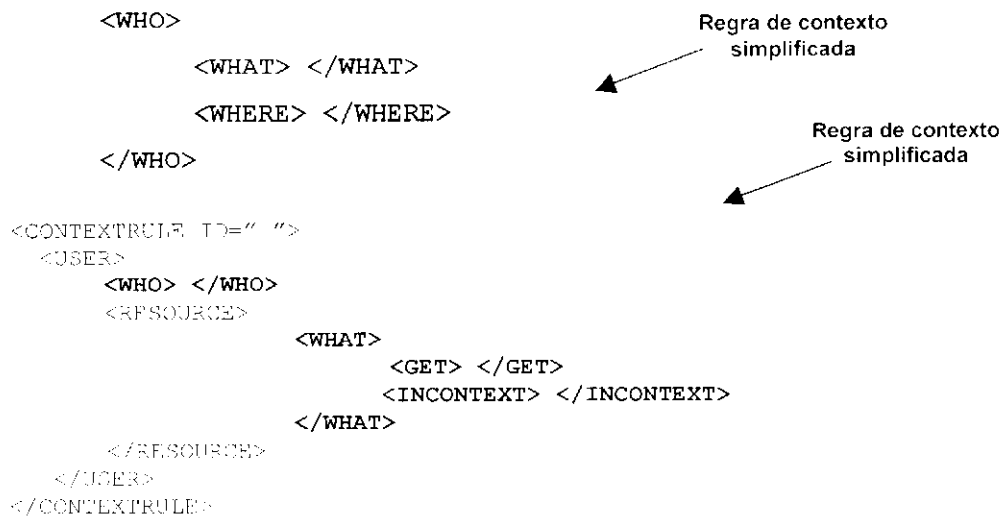 <WHO>
Regra de contexto
simplificada
<WHAT> </WHAT>
<WHERE> </WHERE>
</WHO>
Regra de contexto
simplificada
<CONTEXTRULE ID=" ">
<USER>
<WHO> </WHO>
<RESOURCE>
<WHAT>
<GET> </GET>
<INCONTEXT> </INCONTEXT>
</WHAT>
</RESOURCE>
</USER>
</CONTEXTRULE>